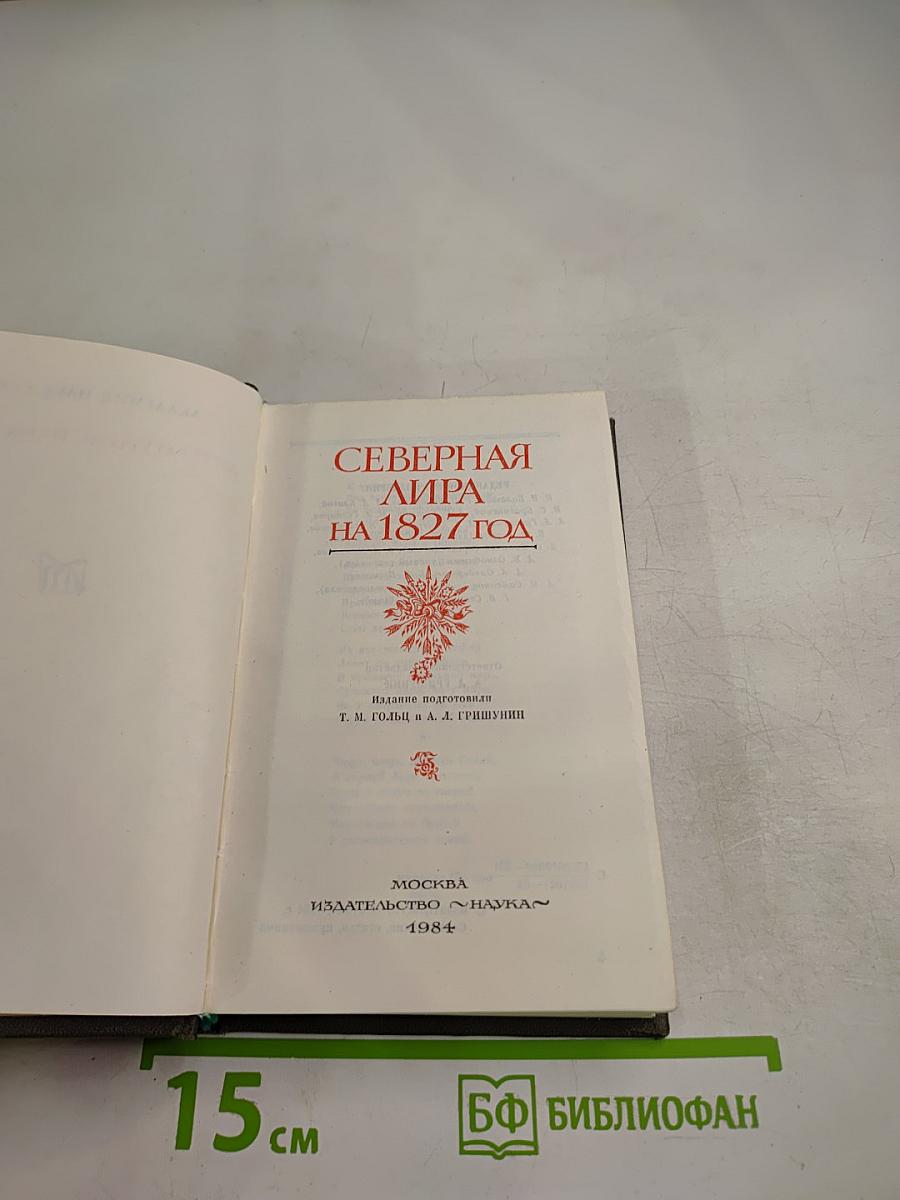 СЕВЕРНАЯ
ЛИРА
НА 1827 ГОД
Издание подготовили
Т. М. ГОЛЬЦ и А. Л. ГРИШУНИН
МОСКВА
ИЗДАТЕЛЬСТВО ~НАУКА~
1984
15 см
БФ БИБЛИОФАН